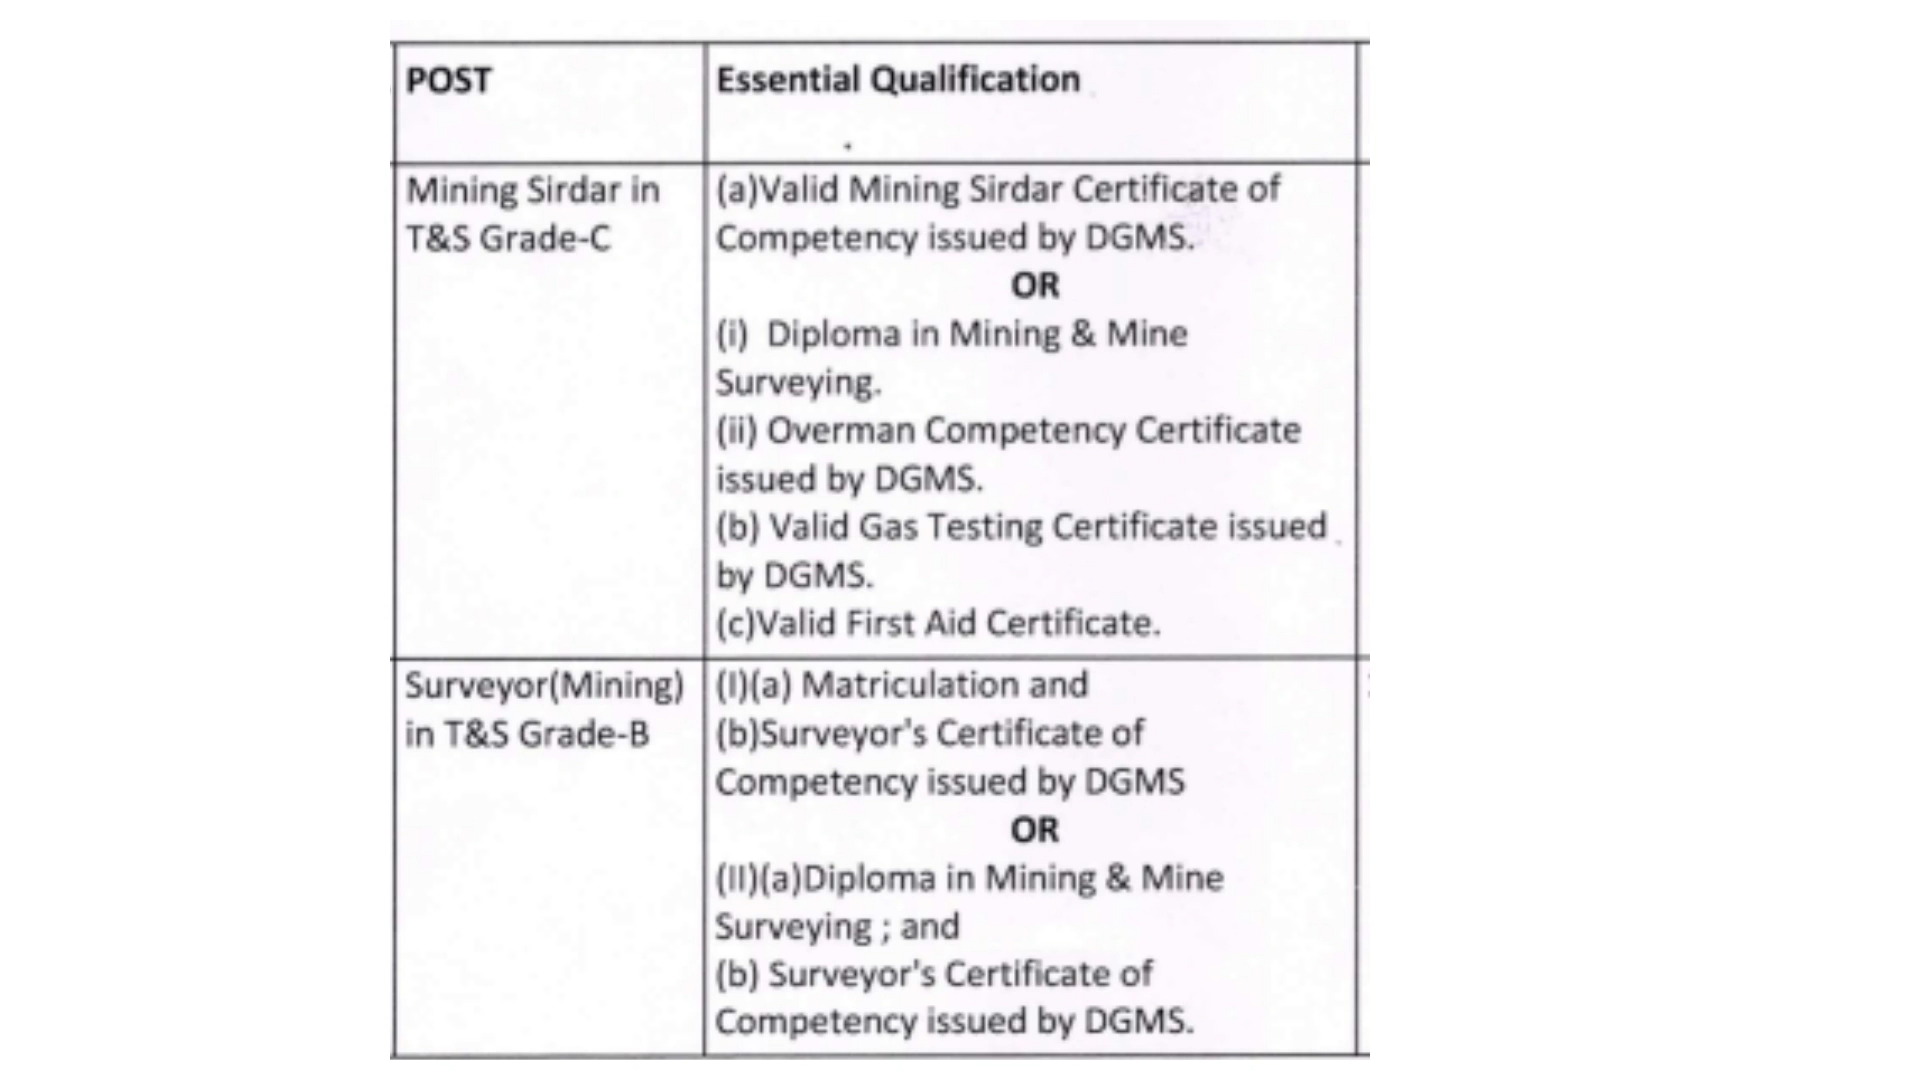 POST
Essential Qualification
Mining Sirdar in
T&S Grade-C
(a)Valid Mining Sirdar Certificate of
Competency issued by DGMS.
OR
(i) Diploma in Mining & Mine
Surveying.
(ii) Overman Competency Certificate
issued by DGMS.
(b) Valid Gas Testing Certificate issued
by DGMS.
(c)Valid First Aid Certificate.
Surveyor(Mining)
in T&S Grade-B
(I)(a) Matriculation and
(b)Surveyor's Certificate of
Competency issued by DGMS
OR
(II)(a)Diploma in Mining & Mine
Surveying ; and
(b) Surveyor's Certificate of
Competency issued by DGMS.